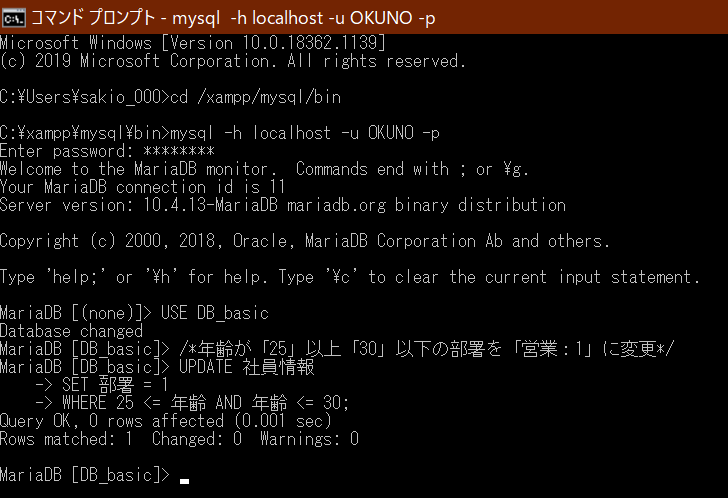 コマンド プロンプト - mysql  -h localhost -u OKUNO -p
Microsoft Windows [Version 10.0.18362.1139]
(c) 2019 Microsoft Corporation. All rights reserved.
C:¥Users¥sakio_000>cd /xampp/mysql/bin
C:¥xampp¥mysql¥bin>mysql -h localhost -u OKUNO -p
Enter password: ********
Welcome to the MariaDB monitor.  Commands end with ; or ¥g.
Your MariaDB connection id is 11
Server version: 10.4.13-MariaDB mariadb.org binary distribution
Copyright (c) 2000, 2018, Oracle, MariaDB Corporation Ab and others.
Type 'help;' or '¥h' for help. Type '¥c' to clear the current input statement.
MariaDB [(none)]> USE DB_basic
Database changed
MariaDB [DB_basic]> /*年齢が「25」以上「30」以下の部署を「営業：1」に変更*/
MariaDB [DB_basic]> UPDATE 社員情報
    -> SET 部署 = 1
    -> WHERE 25 <= 年齢 AND 年齢 <= 30;
Query OK, 0 rows affected (0.001 sec)
Rows matched: 1  Changed: 0  Warnings: 0
MariaDB [DB_basic]>